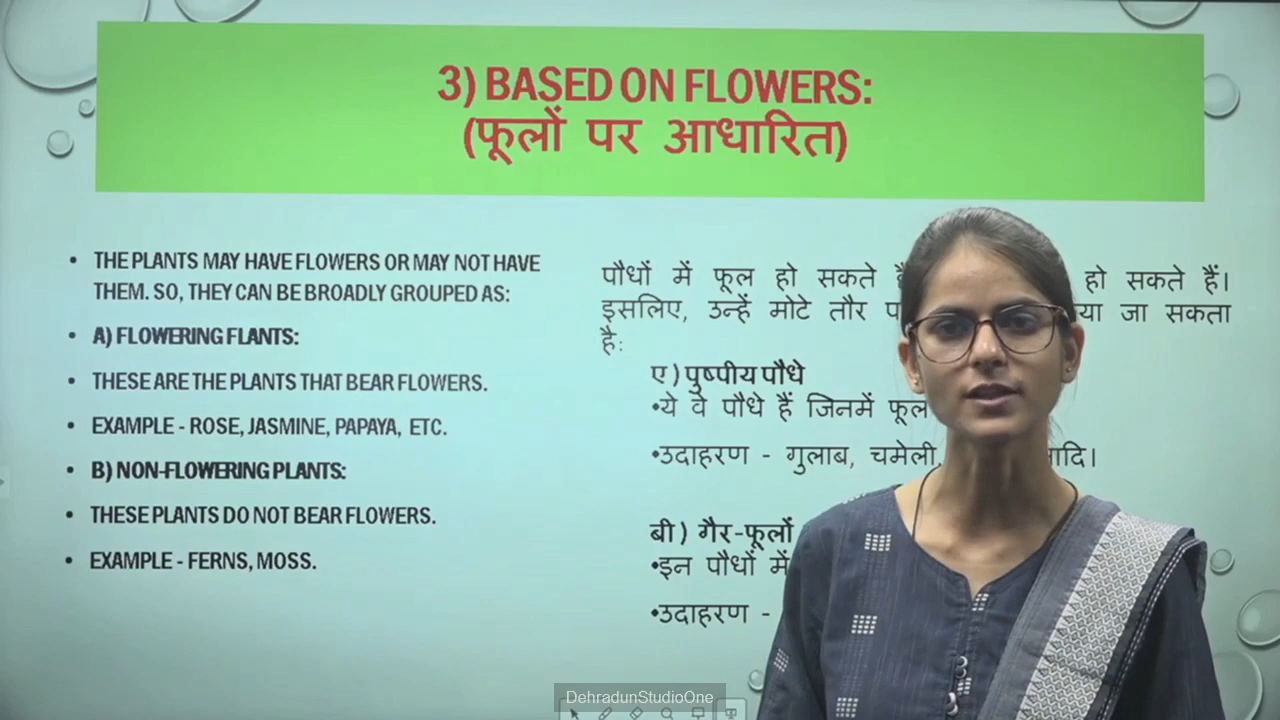 3) BASED ON FLOWERS:
(फूलों पर आधारित)
• THE PLANTS MAY HAVE FLOWERS OR MAY NOT HAVE
THEM. SO, THEY CAN BE BROADLY GROUPED AS:
• A) FLOWERING FLANTS:
• THESE ARE THE PLANTS THAT BEAR FLOWERS.
• EXAMPLE - ROSE, JASMINE, PAPAYA, ETC.
• B) NON-FLOWERING PLANTS:
• THESE PLANTS DO NOT BEAR FLOWERS.
• EXAMPLE - FERNS, MOSS.
पौधों में फूल हो सकते हो सकते हैं।
इसलिए, उन्हें मोटे तौर जा सकता
है:
ए) पुष्पीय पौधे
•ये वे पौधे हैं जिनमें फूल
•उदाहरण - गुलाब, चमेली,
बी) गैर-फूलों
•इन पौधों में
•उदाहरण -
DehradunStudioOne